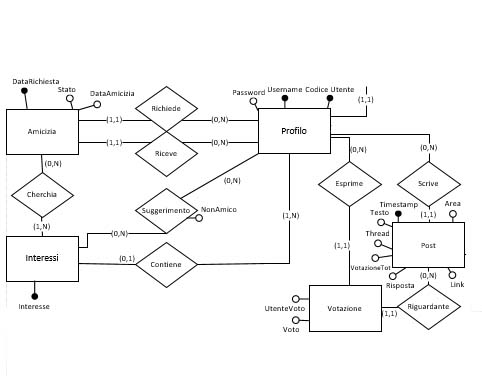 DataRichiesta
Stato
DataAmicizia
Amicizia
(1,1)
(1,1)
Richiede
Riceve
(0,N)
(0,N)
Password
Username
Codice Utente
Profilo
(1,1)
(0,N)
Cherchia
(1,N)
Interessi
Interesse
(0,N)
(0,1)
Suggerimento
NonAmico
(0,N)
Contiene
(1,N)
(0,N)
Esprime
(1,1)
UtenteVoto
Voto
Votazione
(1,1)
(0,N)
Scrive
(1,1)
Timestamp
Area
Testo
Thread
VotazioneTot
Post
Risposta
Link
(0,N)
Riguardante